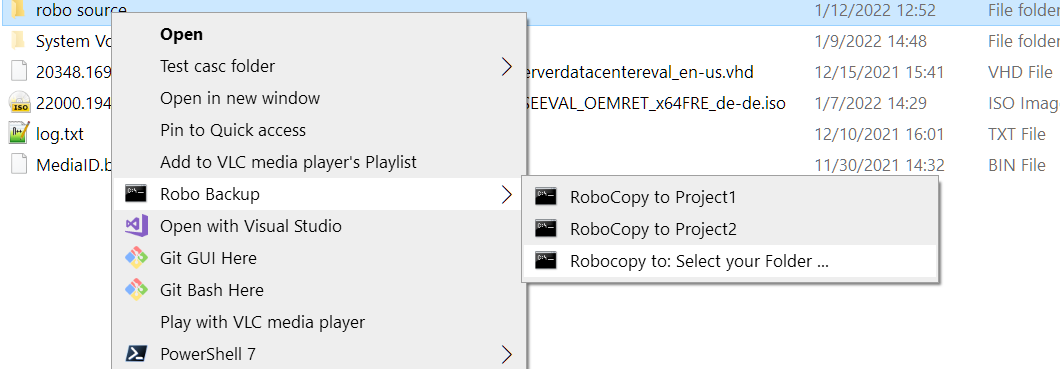 robo source 1/12/2022 12:52 File folder
Open
System Vo 1/9/2022 14:48 File folder
Test casc folder
20348.169 erverdatacentereval_en-us.vhd 12/15/2021 15:41 VHD File
Open in new window
22000.194 SEEVAL_OEMRET_x64FRE_de-de.iso 1/7/2022 14:29 ISO Imag
ISO
Pin to Quick access
log.txt 12/10/2021 16:01 TXT File
Add to VLC media player's Playlist
MediaID.b 11/30/2021 14:32 BIN File
Robo Backup
RoboCopy to Project1
Open with Visual Studio
RoboCopy to Project2
Git GUI Here
Robocopy to: Select your Folder ...
Git Bash Here
Play with VLC media player
PowerShell 7